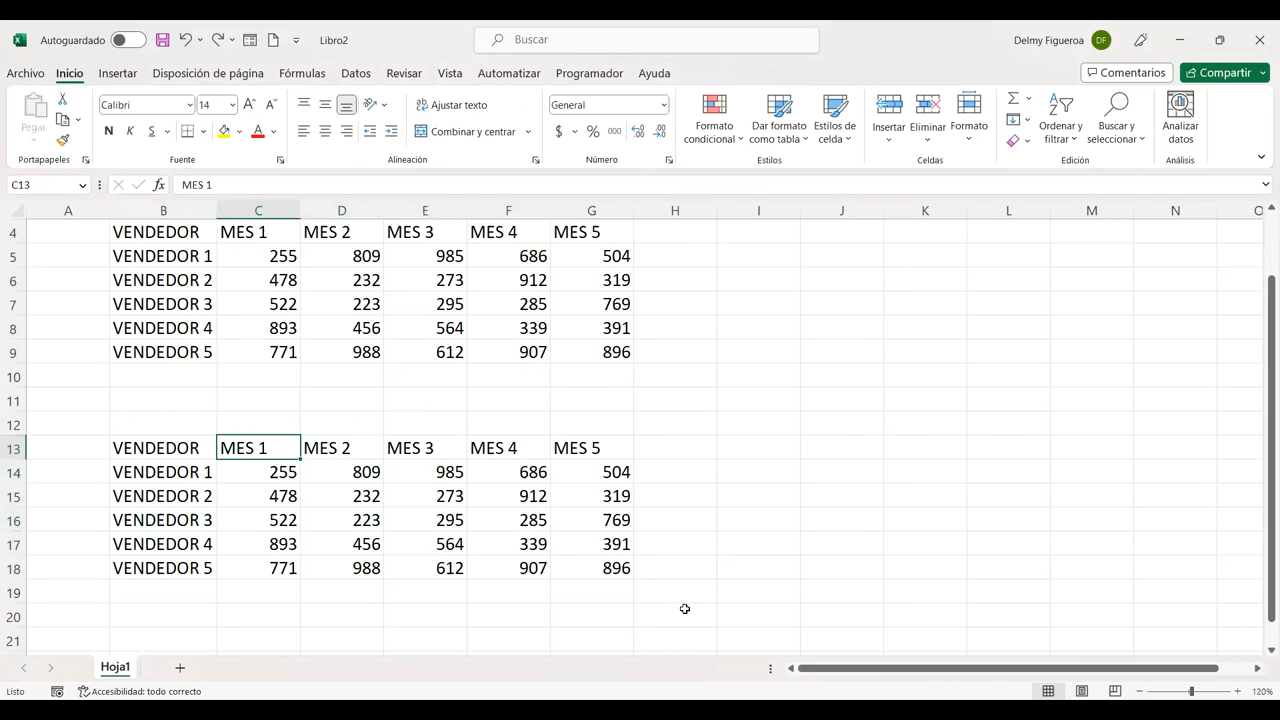 Autoguardado Libro2 Buscar Delmy Figueroa DF
Archivo Inicio Insertar Disposición de página Fórmulas Datos Revisar Vista Automatizar Programador Ayuda Comentarios Compartir
Pegar Calibri 14 Ajustar texto General Formato condicional Dar formato como tabla Estilos de celda Insertar Eliminar Formato Ordenar y filtrar Buscar y seleccionar Analizar datos
N K S A Combinar y centrar $ % 000
Portapapeles Fuente Alineación Número Estilos Celdas Edición Análisis
C13 fx MES 1
A B C D E F G H I J K L M N O
4 VENDEDOR MES 1 MES 2 MES 3 MES 4 MES 5
5 VENDEDOR 1 255 809 985 686 504
6 VENDEDOR 2 478 232 273 912 319
7 VENDEDOR 3 522 223 295 285 769
8 VENDEDOR 4 893 456 564 339 391
9 VENDEDOR 5 771 988 612 907 896
10
11
12
13 VENDEDOR MES 1 MES 2 MES 3 MES 4 MES 5
14 VENDEDOR 1 255 809 985 686 504
15 VENDEDOR 2 478 232 273 912 319
16 VENDEDOR 3 522 223 295 285 769
17 VENDEDOR 4 893 456 564 339 391
18 VENDEDOR 5 771 988 612 907 896
19
20
21
Hoja1
Listo Accesibilidad: todo correcto 120%